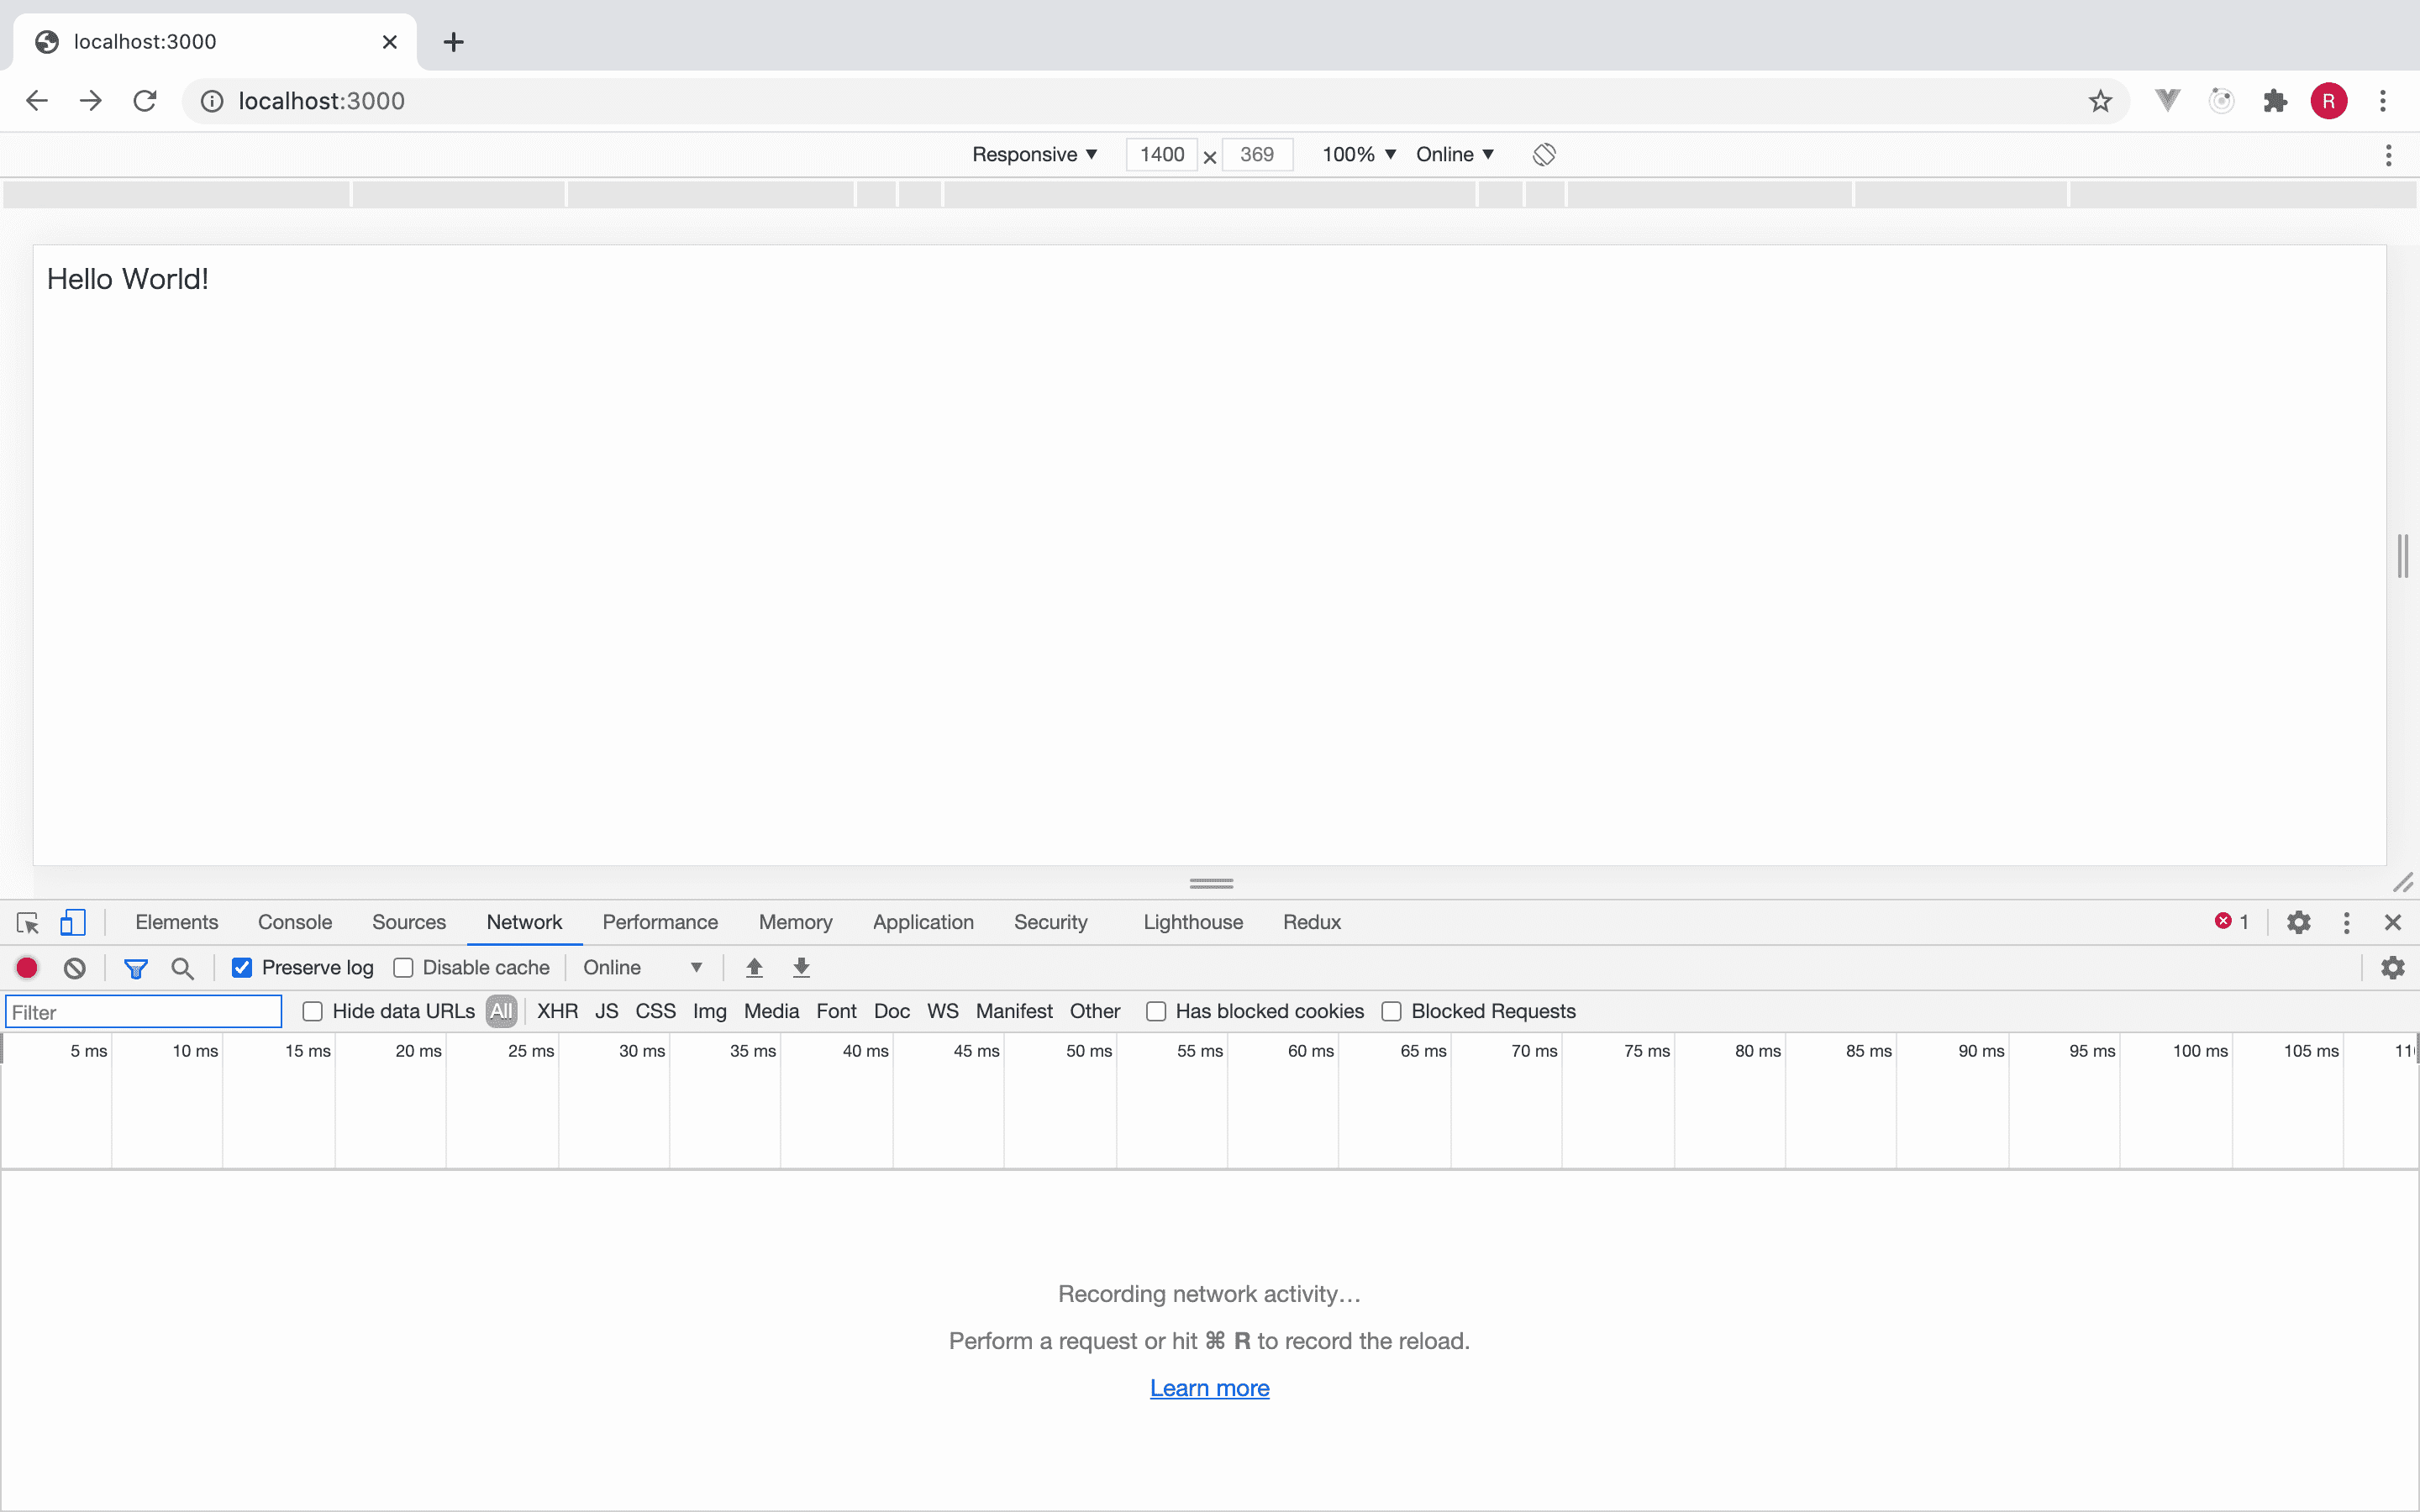 localhost:3000
localhost:3000
R
Responsive 1400 × 369 100% Online
Hello World!
Elements Console Sources Network Performance Memory Application Security Lighthouse Redux 1
Preserve log Disable cache Online
Filter Hide data URLs All XHR JS CSS Img Media Font Doc WS Manifest Other Has blocked cookies Blocked Requests
5 ms 10 ms 15 ms 20 ms 25 ms 30 ms 35 ms 40 ms 45 ms 50 ms 55 ms 60 ms 65 ms 70 ms 75 ms 80 ms 85 ms 90 ms 95 ms 100 ms 105 ms
Recording network activity…
Perform a request or hit ⌘ R to record the reload.
Learn more